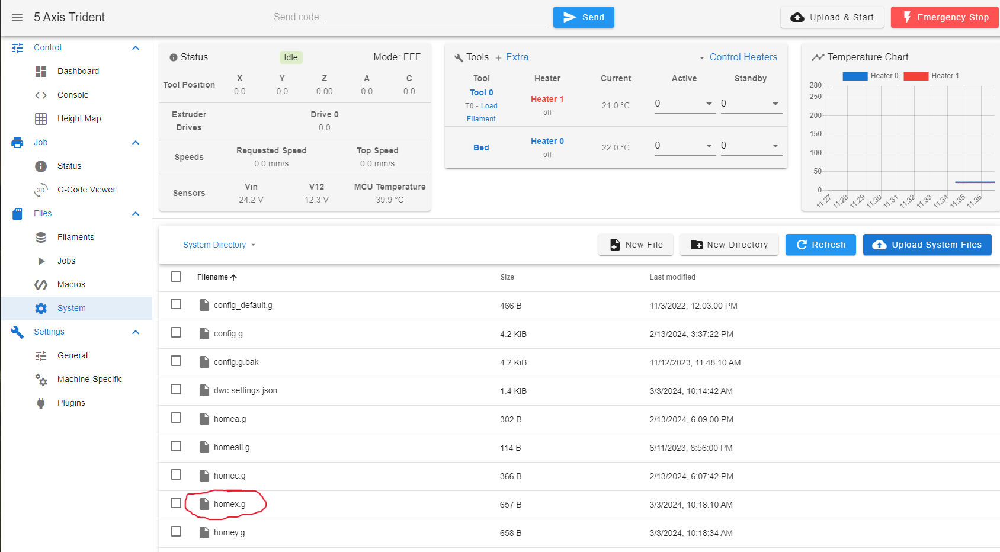 5 Axis Trident
Send code...
Send
Upload & Start
Emergency Stop
Control
Dashboard
Console
Height Map
Job
Status
3D
G-Code Viewer
Files
Filaments
Jobs
Macros
System
Settings
General
Machine-Specific
Plugins
Status Idle Mode: FFF
Tool Position X Y Z A C
0.0 0.0 0.00 0.0 0.0
Extruder Drives Drive 0
0.0
Speeds Requested Speed Top Speed
0.0 mm/s 0.0 mm/s
Sensors Vin V12 MCU Temperature
24.2 V 12.3 V 39.9 °C
Tools + Extra Control Heaters
Tool Heater Current Active Standby
Tool 0 Heater 1 21.0 °C 0 0
T0 - Load off
Filament
Bed Heater 0 22.0 °C 0 0
off
Temperature Chart
Heater 0 Heater 1
280
250
200
150
100
50
0
11:27 11:28 11:29 11:30 11:31 11:32 11:33 11:34 11:35 11:36
System Directory
New File
New Directory
Refresh
Upload System Files
Filename Size Last modified
config_default.g 466 B 11/3/2022, 12:03:00 PM
config.g 4.2 KiB 2/13/2024, 3:37:22 PM
config.g.bak 4.2 KiB 11/12/2023, 11:48:10 AM
dwc-settings.json 1.4 KiB 3/3/2024, 10:14:42 AM
homea.g 302 B 2/13/2024, 6:09:00 PM
homeall.g 114 B 6/11/2023, 8:56:00 PM
homec.g 366 B 2/13/2024, 6:07:42 PM
homex.g 657 B 3/3/2024, 10:18:10 AM
homey.g 658 B 3/3/2024, 10:18:34 AM